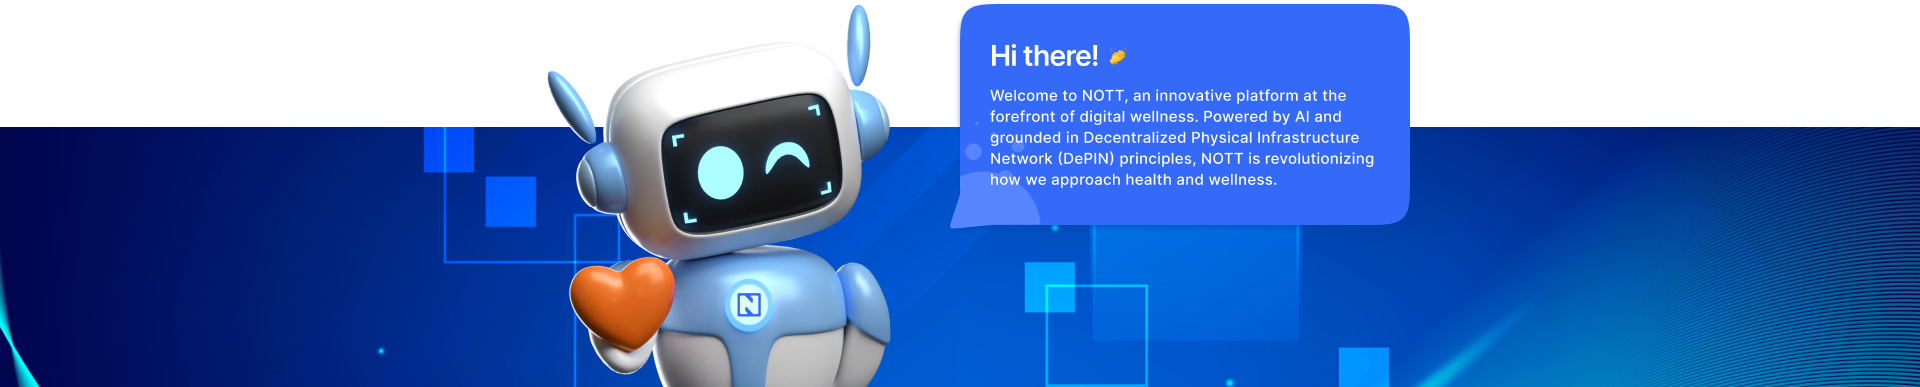 Hi there! 👏
Welcome to NOTT, an innovative platform at the
forefront of digital wellness. Powered by AI and
grounded in Decentralized Physical Infrastructure
Network (DePIN) principles, NOTT is revolutionizing
how we approach health and wellness.
N